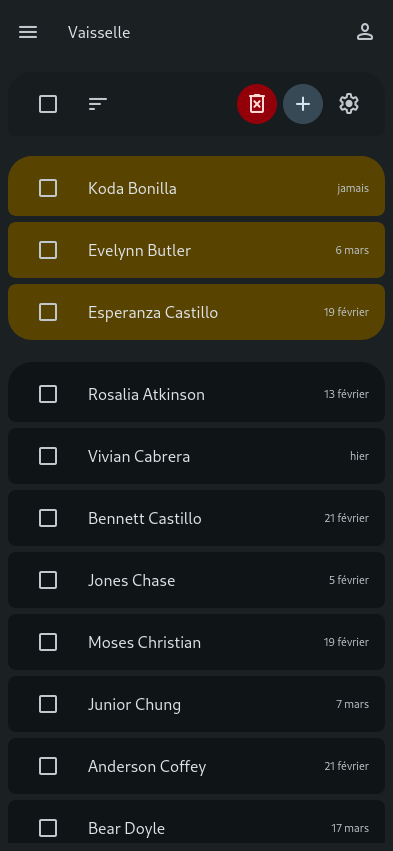 Vaisselle
Koda Bonilla jamais
Evelynn Butler 6 mars
Esperanza Castillo 19 février
Rosalia Atkinson 13 février
Vivian Cabrera hier
Bennett Castillo 21 février
Jones Chase 5 février
Moses Christian 19 février
Junior Chung 7 mars
Anderson Coffey 21 février
Bear Doyle 17 mars